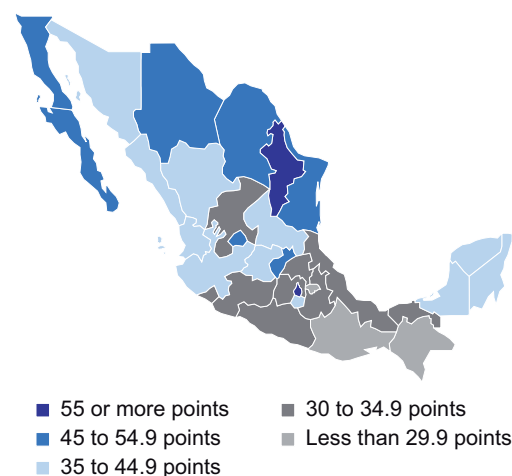 55 or more points
45 to 54.9 points
35 to 44.9 points
30 to 34.9 points
Less than 29.9 points